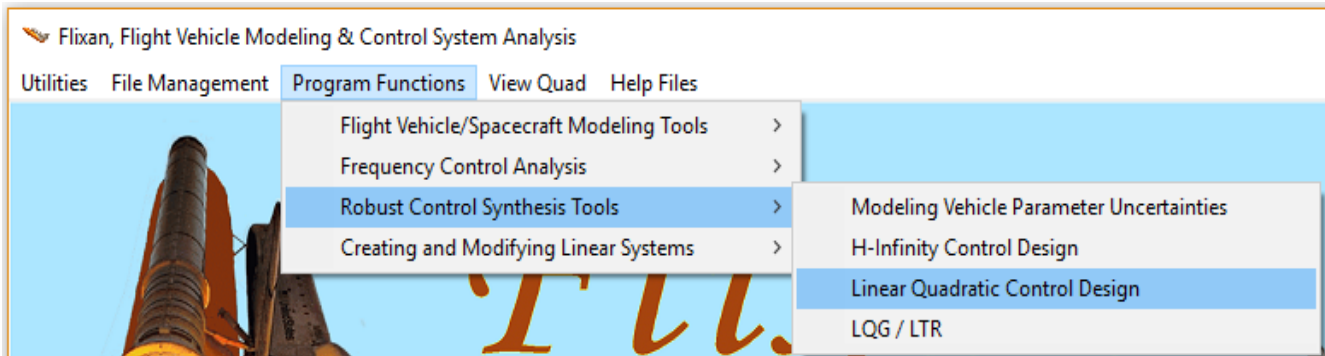 Flixan, Flight Vehicle Modeling & Control System Analysis
Utilities File Management Program Functions View Quad Help Files
Flight Vehicle/Spacecraft Modeling Tools >
Frequency Control Analysis >
Robust Control Synthesis Tools >
Creating and Modifying Linear Systems >
Modeling Vehicle Parameter Uncertainties
H-Infinity Control Design
Linear Quadratic Control Design
LQG / LTR